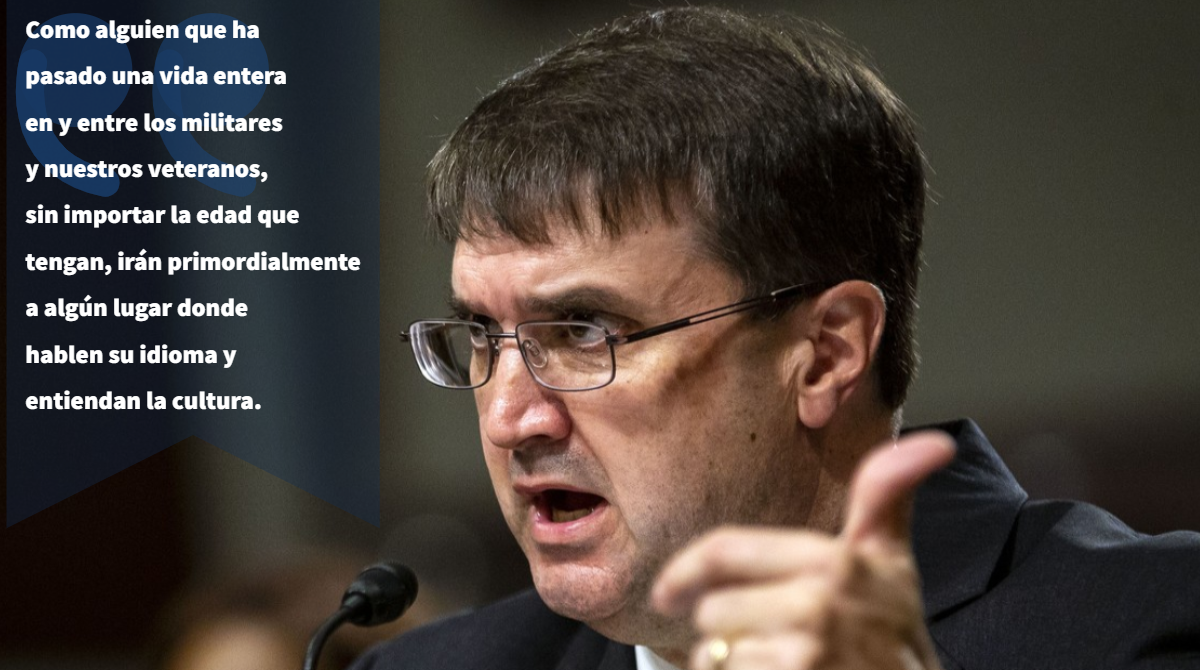 Como alguien que ha
pasado una vida entera
en y entre los militares
y nuestros veteranos,
sin importar la edad que
tengan, irán primordialmente
a algún lugar donde
hablen su idioma y
entiendan la cultura.